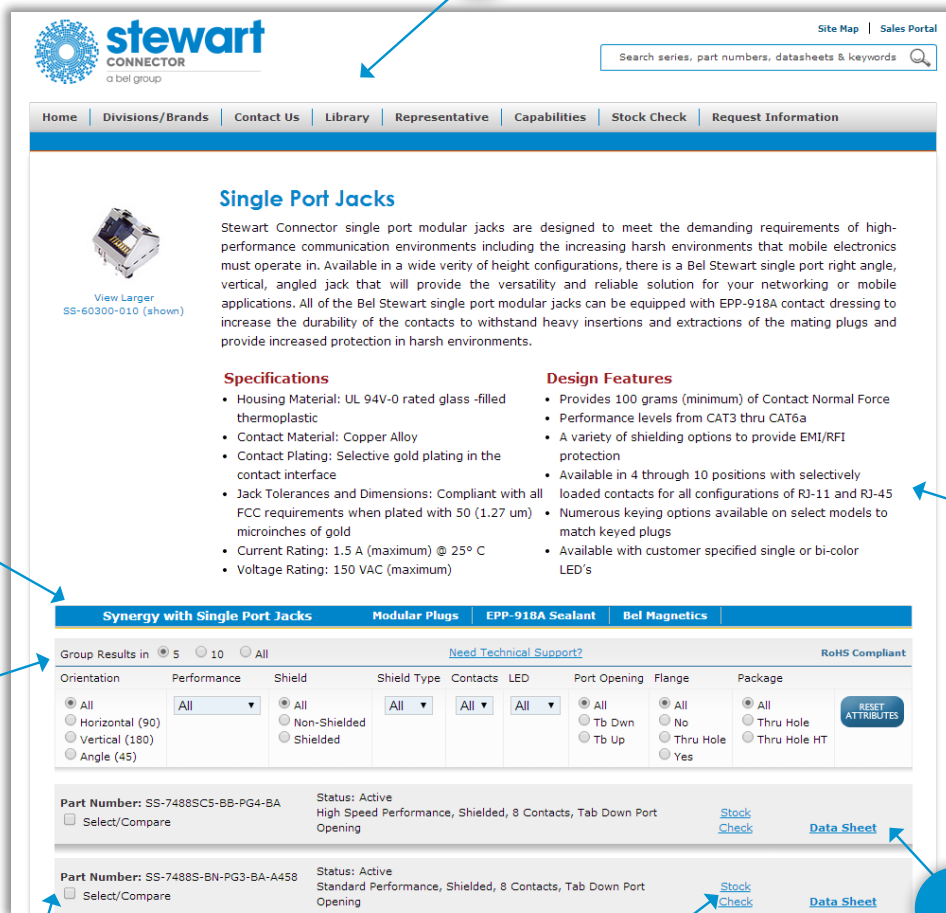 stewart
CONNECTOR
a bel group
Site Map | Sales Portal
Search series, part numbers, datasheets & keywords
Home | Divisions/Brands | Contact Us | Library | Representative | Capabilities | Stock Check | Request Information
Single Port Jacks
Stewart Connector single port modular jacks are designed to meet the demanding requirements of high-
performance communication environments including the increasing harsh environments that mobile electronics
must operate in. Available in a wide verity of height configurations, there is a Bel Stewart single port right angle,
vertical, angled jack that will provide the versatility and reliable solution for your networking or mobile
applications. All of the Bel Stewart single port modular jacks can be equipped with EPP-918A contact dressing to
increase the durability of the contacts to withstand heavy insertions and extractions of the mating plugs and
provide increased protection in harsh environments.
View Larger
SS-60300-010 (shown)
Specifications
• Housing Material: UL 94V-0 rated glass -filled
thermoplastic
• Contact Material: Copper Alloy
• Contact Plating: Selective gold plating in the
contact interface
• Jack Tolerances and Dimensions: Compliant with all
FCC requirements when plated with 50 (1.27 um)
microinches of gold
• Current Rating: 1.5 A (maximum) @ 25° C
• Voltage Rating: 150 VAC (maximum)
Design Features
• Provides 100 grams (minimum) of Contact Normal Force
• Performance levels from CAT3 thru CAT6a
• A variety of shielding options to provide EMI/RFI
protection
• Available in 4 through 10 positions with selectively
loaded contacts for all configurations of RJ-11 and RJ-45
• Numerous keying options available on select models to
match keyed plugs
• Available with customer specified single or bi-color
LED´s
Synergy with Single Port Jacks Modular Plugs | EPP-918A Sealant | Bel Magnetics |
Group Results in 5 10 All Need Technical Support? RoHS Compliant
Orientation Performance Shield Shield Type Contacts LED Port Opening Flange Package
All All All All All All All All All
Horizontal (90) Non-Shielded Tb Dwn No Thru Hole
Vertical (180) Shielded Tb Up Thru Hole Thru Hole HT
Angle (45) Yes
RESET
ATTRIBUTES
Part Number: SS-7488SC5-BB-PG4-BA
Select/Compare
Status: Active
High Speed Performance, Shielded, 8 Contacts, Tab Down Port
Opening
Stock
Check
Data Sheet
Part Number: SS-7488S-BN-PG3-BA-A458
Select/Compare
Status: Active
Standard Performance, Shielded, 8 Contacts, Tab Down Port
Opening
Stock
Check
Data Sheet